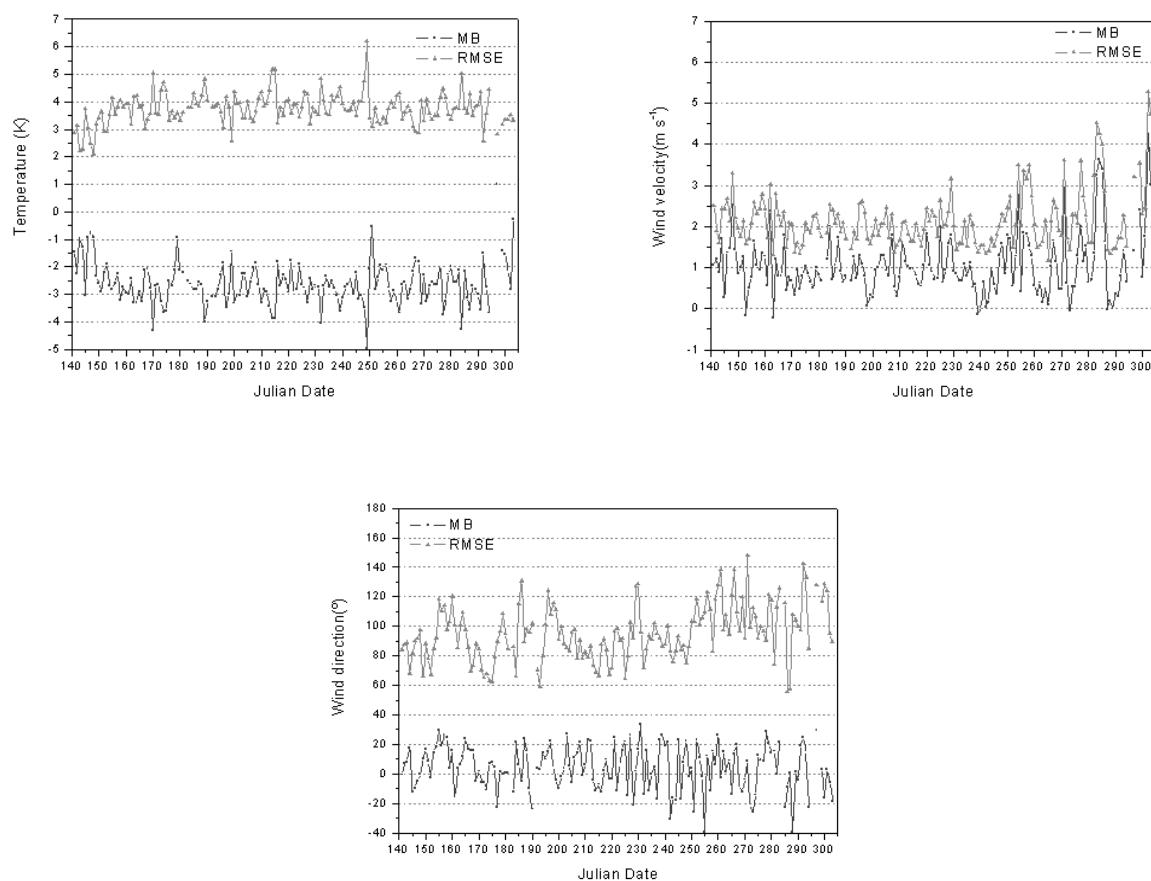 7
6
5
4
3
2
1
0
-1
-2
-3
-4
-5
Temperature (K)
MB
RMSE
140 150 160 170 180 190 200 210 220 230 240 250 260 270 280 290 300
Julian Date
7
6
5
4
3
2
1
0
-1
Wind velocity(m s⁻¹)
MB
RMSE
140 150 160 170 180 190 200 210 220 230 240 250 260 270 280 290 300
Julian Date
180
160
140
120
100
80
60
40
20
0
-20
-40
Wind direction(º)
MB
RMSE
140 150 160 170 180 190 200 210 220 230 240 250 260 270 280 290 300
Julian Date